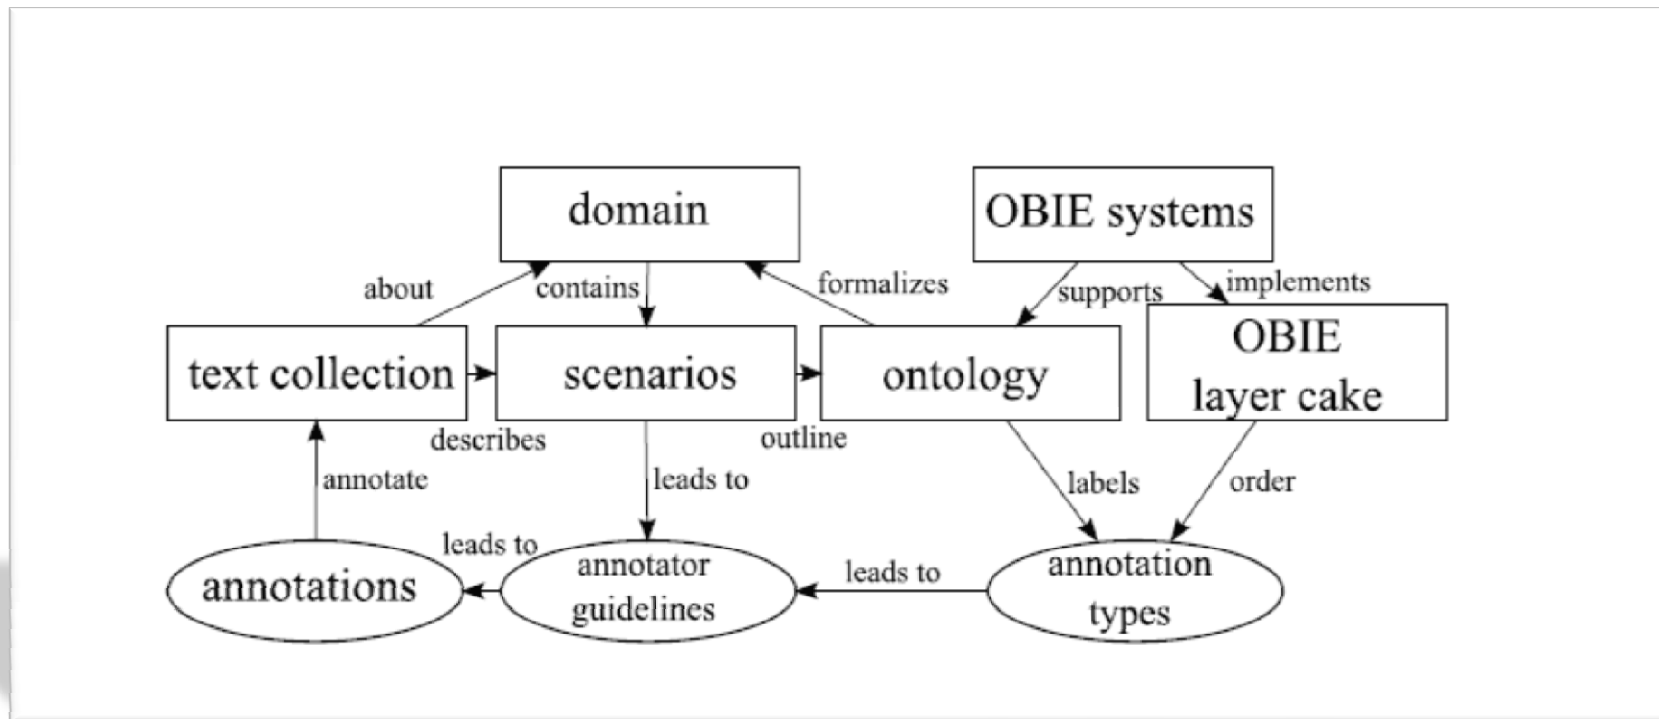 domain
OBIE systems
about
contains
formalizes
supports
implements
text collection
scenarios
ontology
OBIE
layer cake
describes
outline
annotate
leads to
labels
order
leads to
annotations
annotator
guidelines
leads to
annotation
types